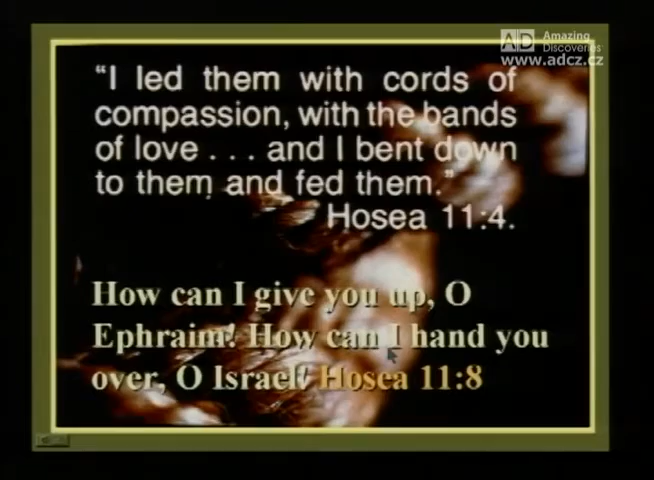 AD Amazing
Discoveries
www.adcz.cz
“I led them with cords of
compassion, with the bands
of love . . . and I bent down
to them and fed them.”
Hosea 11:4.
How can I give you up, O
Ephraim! How can I hand you
over, O Israel! Hosea 11:8